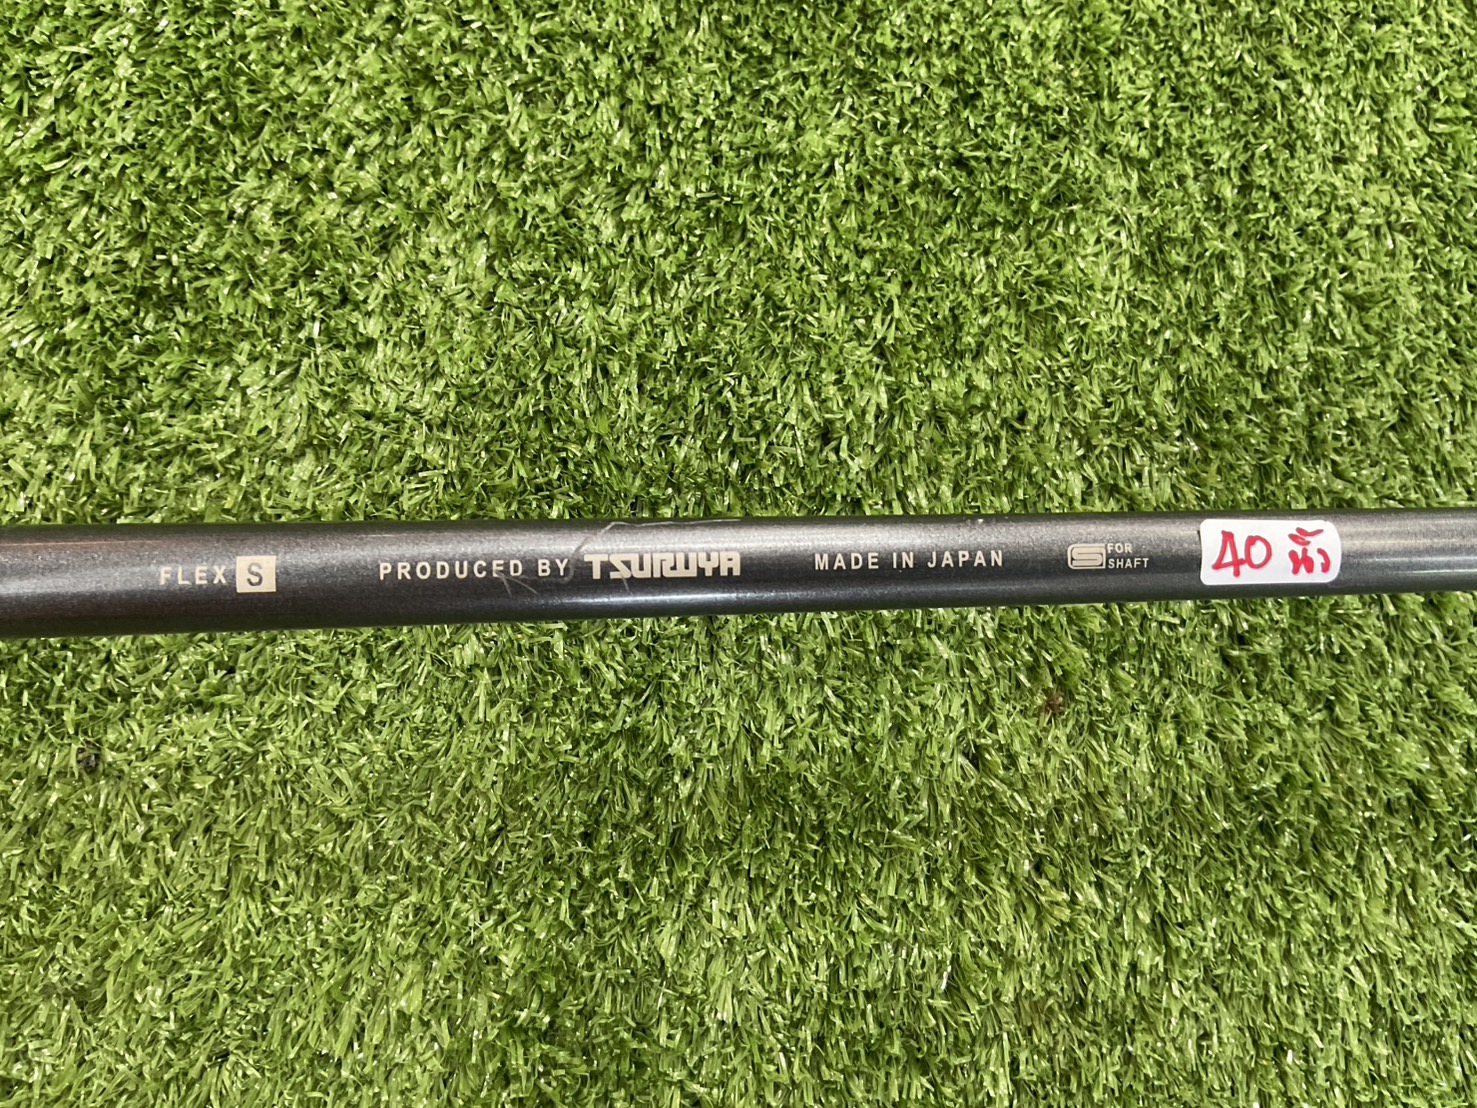 FLEX S PRODUCED BY TSURUYA MADE IN JAPAN S FOR SHAFT 40 นิ้ว